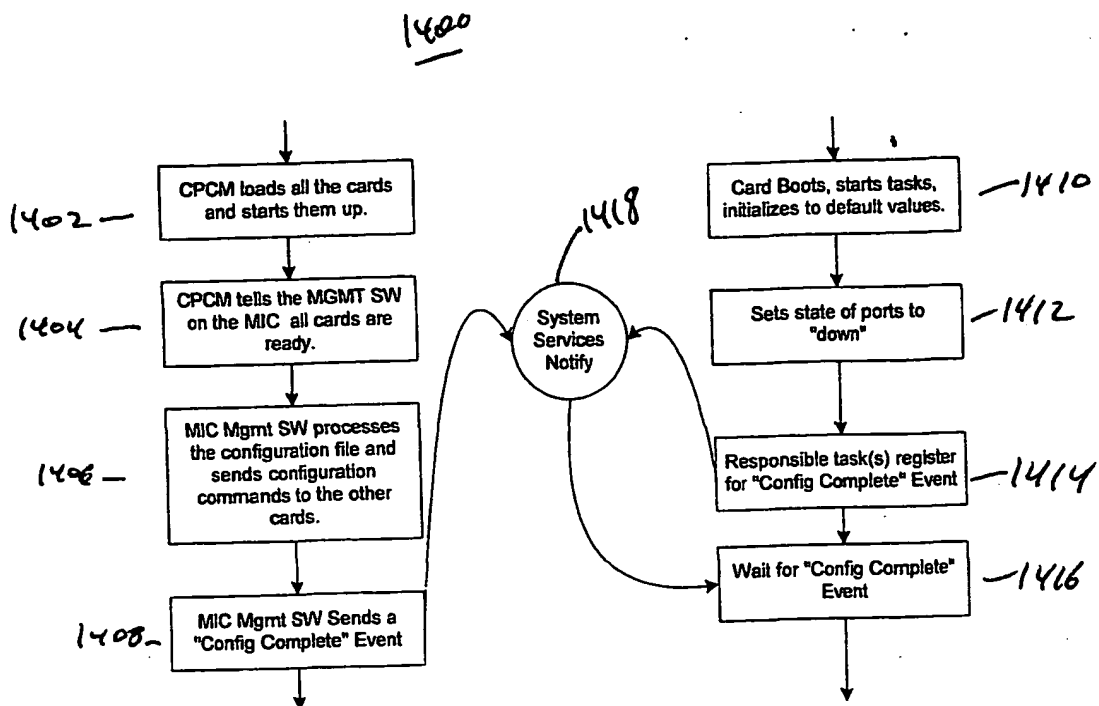 1400
CPCM loads all the cards
and starts them up.
1402
CPCM tells the MGMT SW
on the MIC all cards are
ready.
1404
MIC Mgmt SW processes
the configuration file and
sends configuration
commands to the other
cards.
1406
MIC Mgmt SW Sends a
"Config Complete" Event
1408
1418
System
Services
Notify
Card Boots, starts tasks,
initializes to default values.
1410
Sets state of ports to
"down"
1412
Responsible task(s) register
for "Config Complete" Event
1414
Wait for "Config Complete"
Event
1416